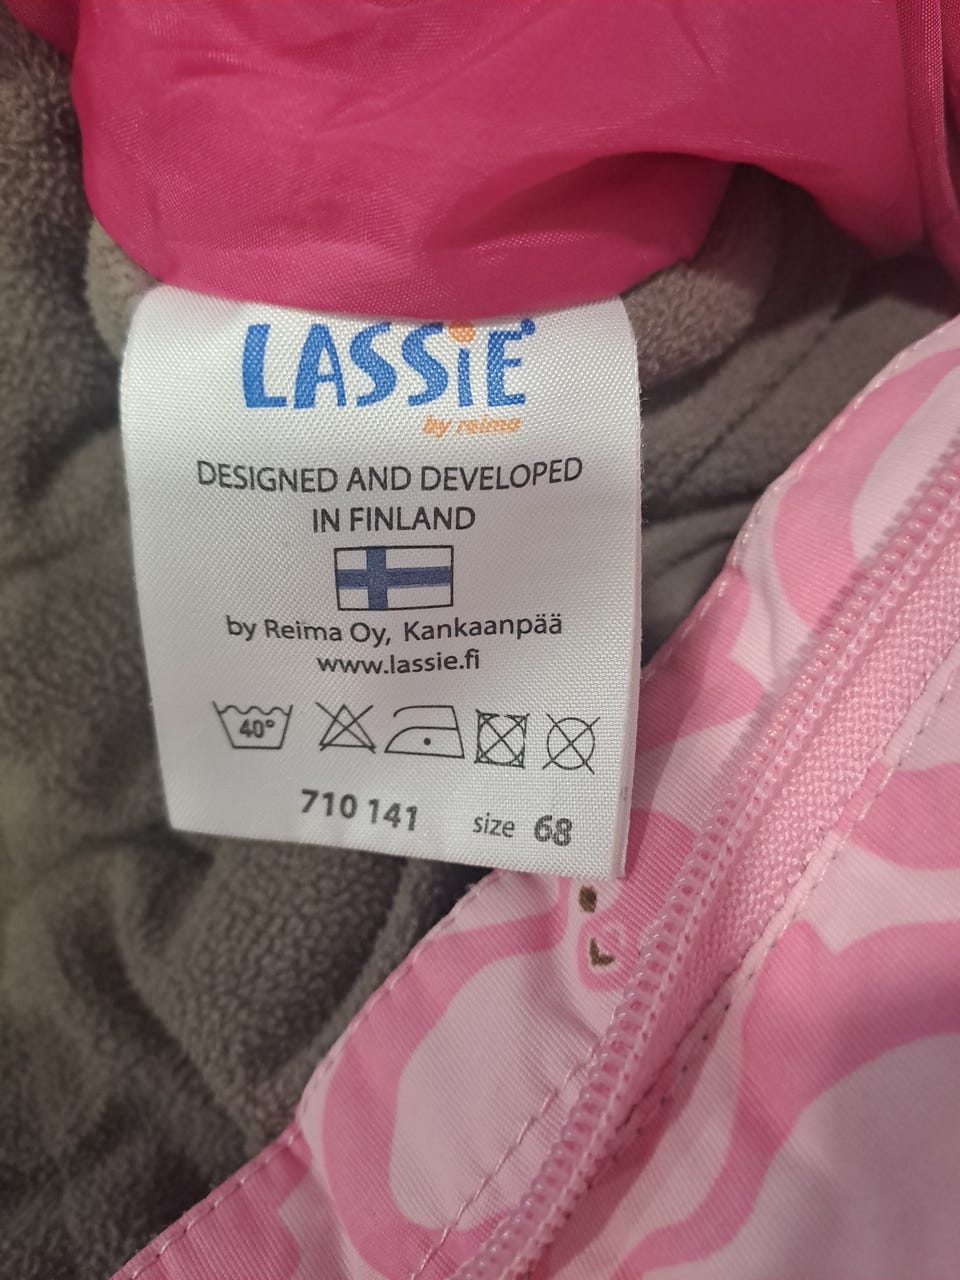 LASSiE
by reima
DESIGNED AND DEVELOPED
IN FINLAND
by Reima Oy, Kankaanpää
www.lassie.fi
40°
710 141 size 68